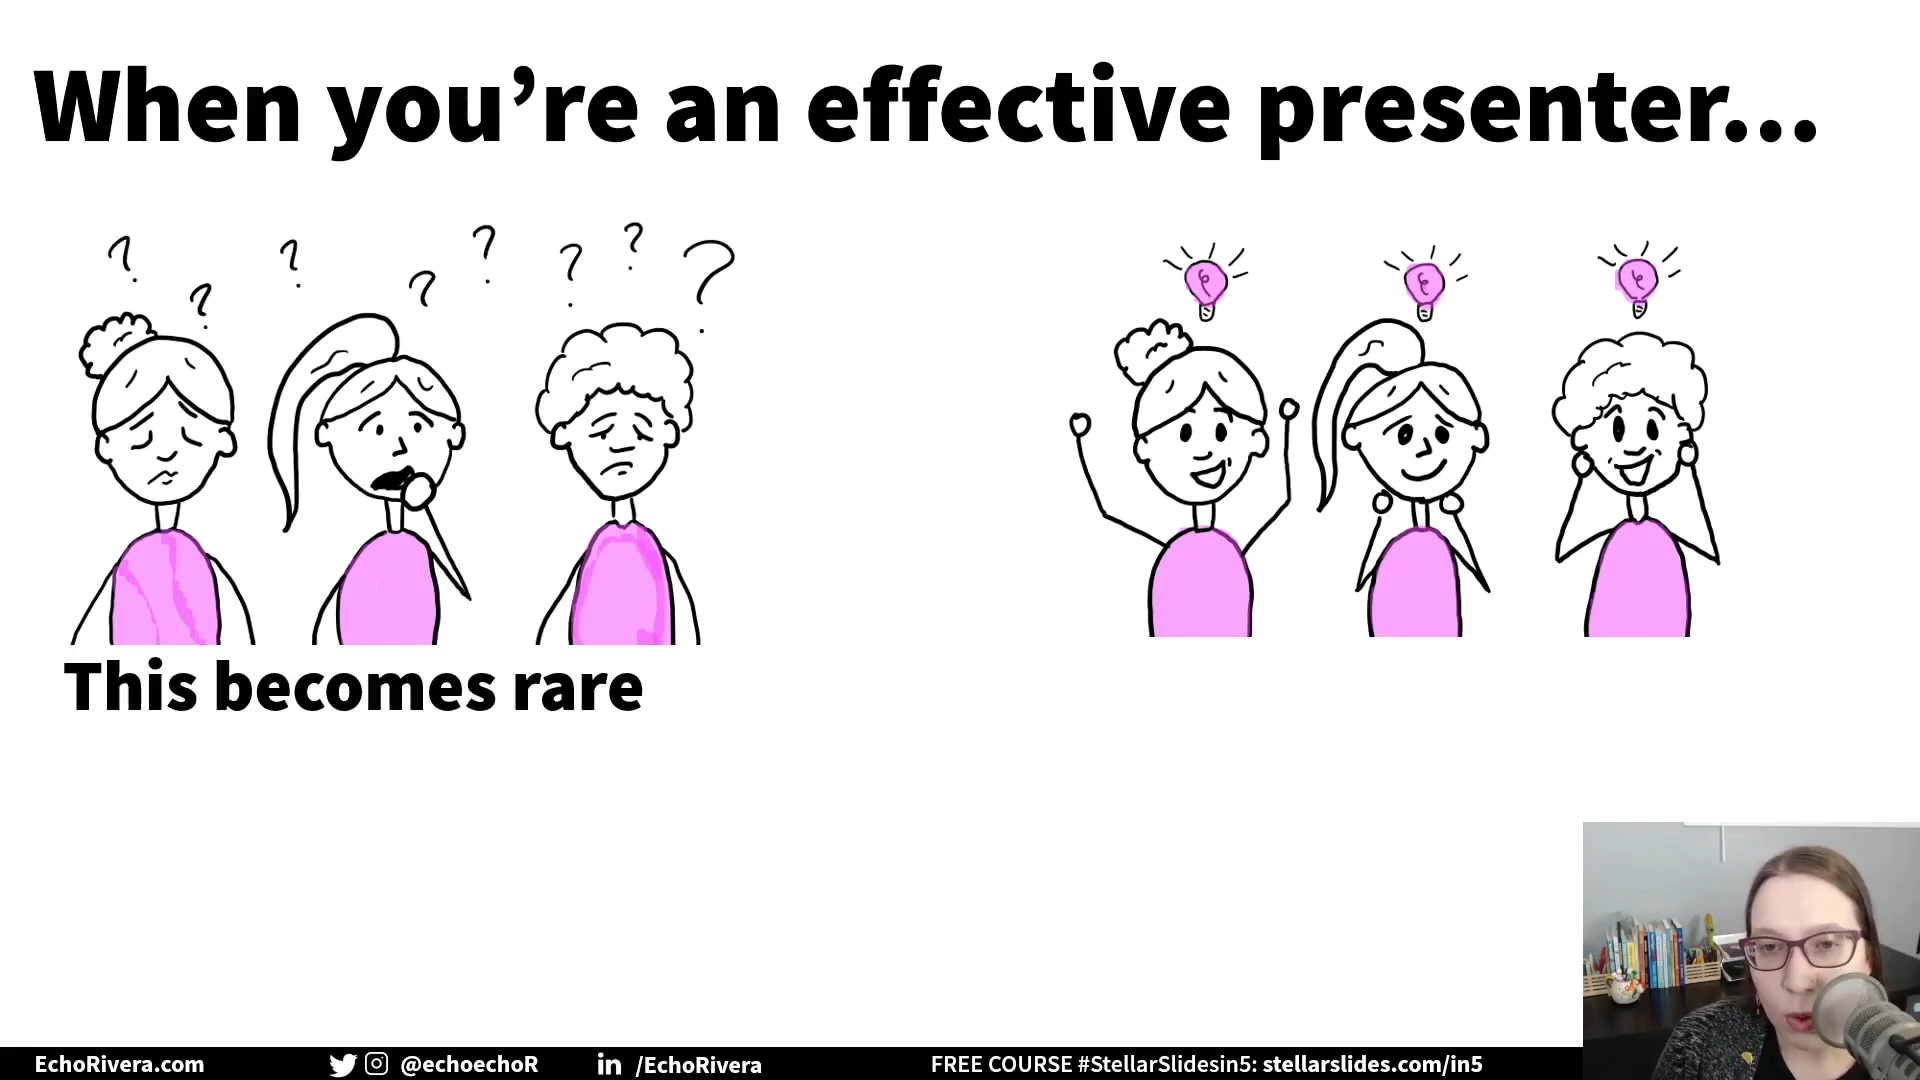 When you’re an effective presenter...
? ? ? ? ? ? ? ?
This becomes rare
EchoRivera.com @echoechoR in /EchoRivera FREE COURSE #StellarSlidesin5: stellarslides.com/in5